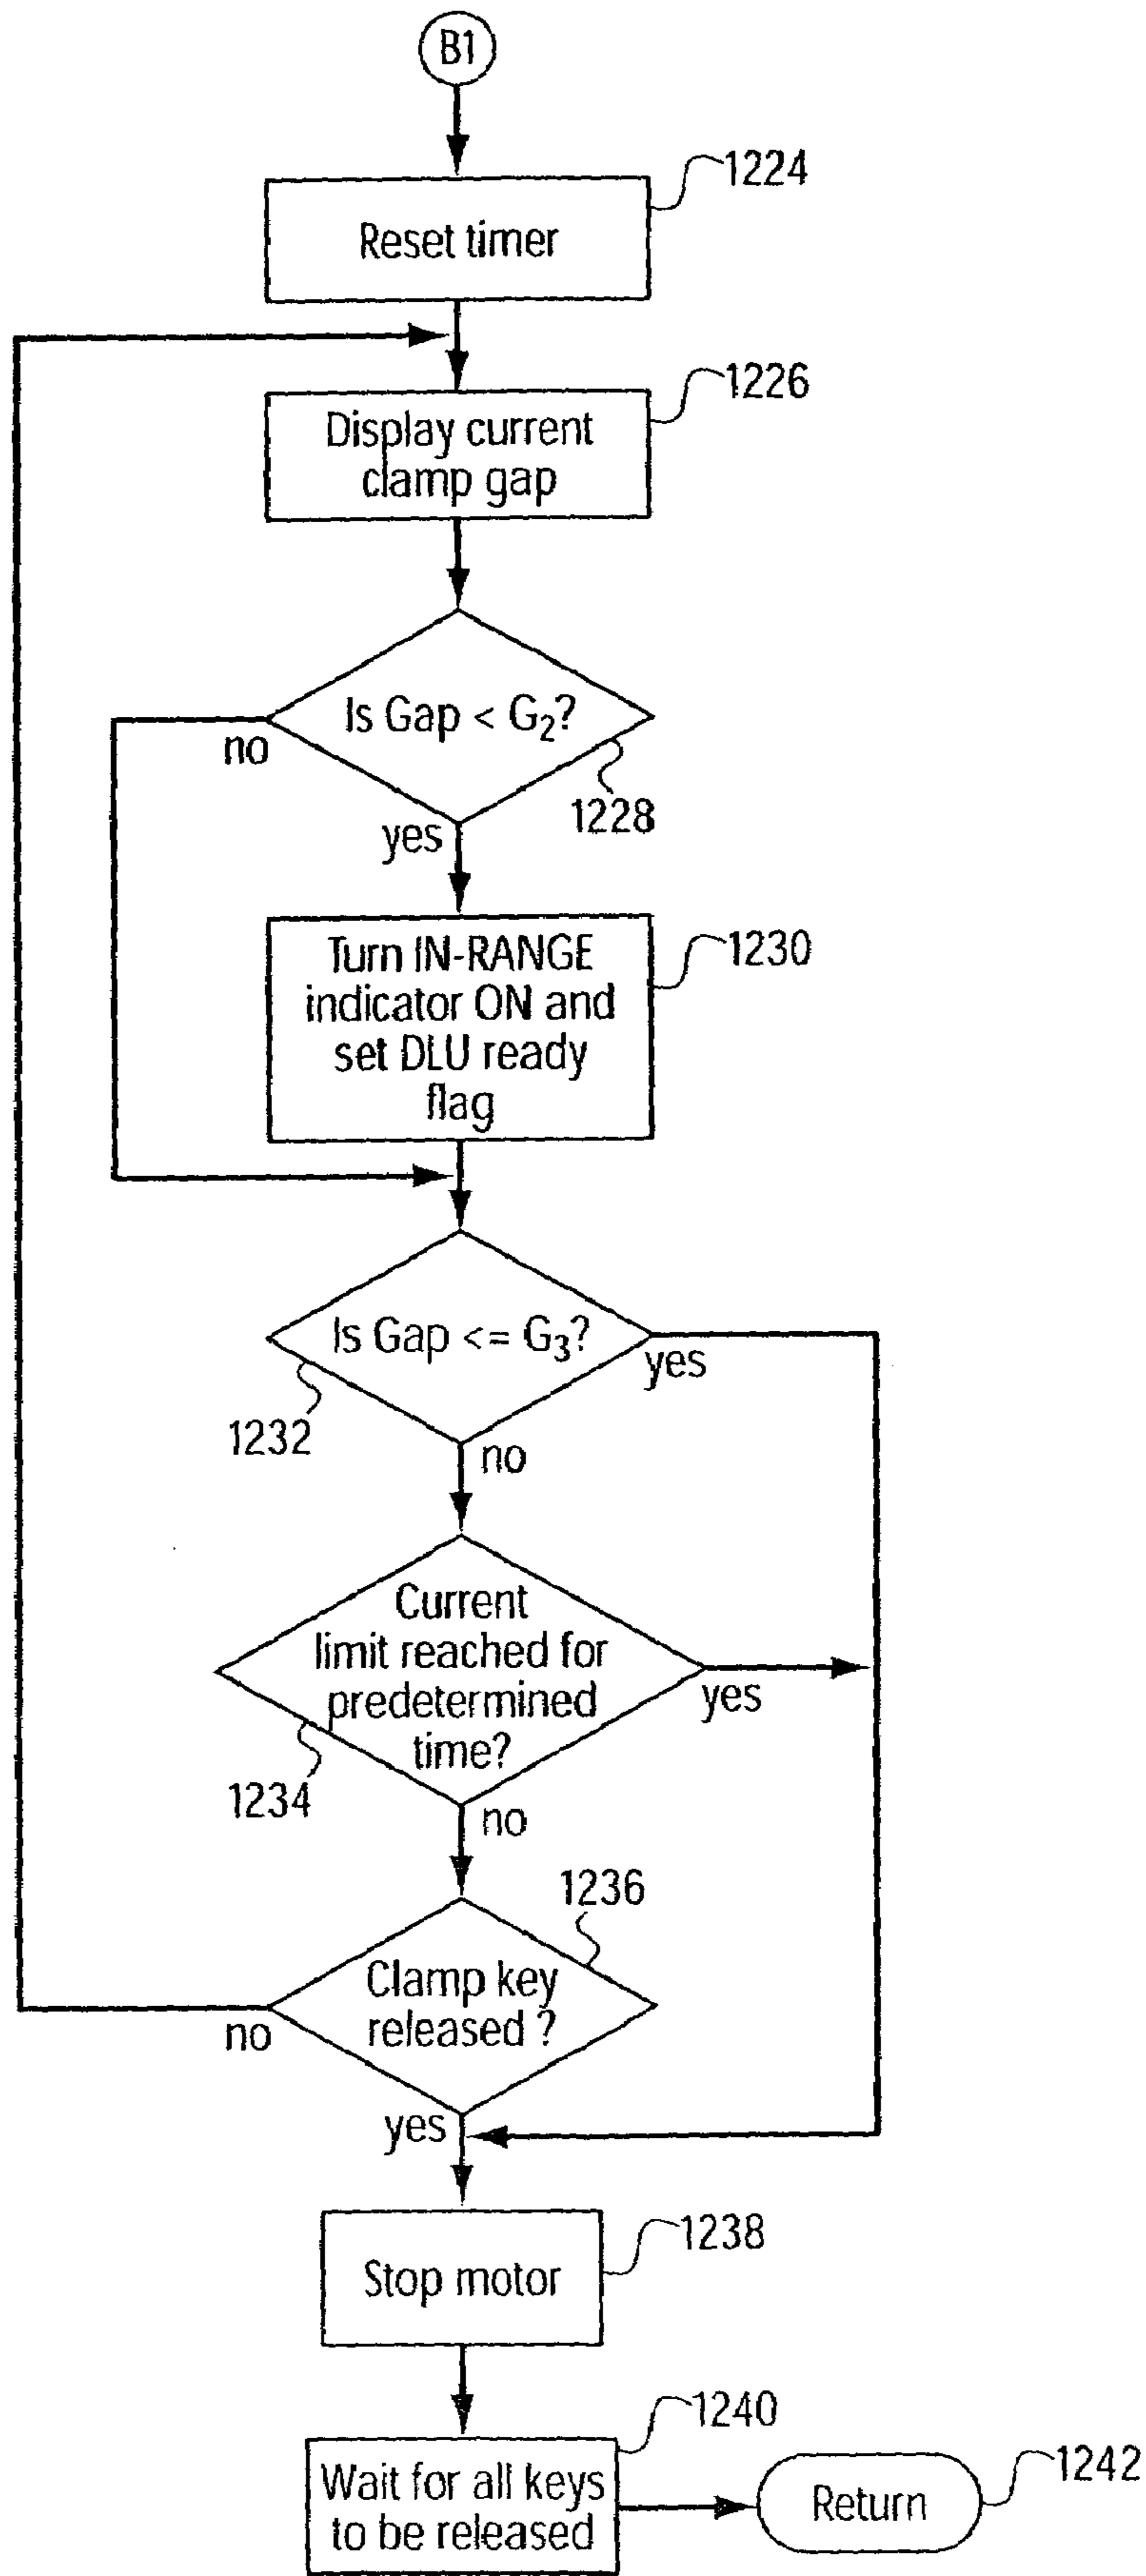 B1
1224
Reset timer
1226
Display current
clamp gap
Is Gap < G₂?
no
1228
yes
1230
Turn IN-RANGE
indicator ON and
set DLU ready
flag
Is Gap <= G₃?
yes
1232
no
Current
limit reached for
predetermined
time?
yes
1234
no
1236
Clamp key
released ?
no
yes
1238
Stop motor
1240
Wait for all keys
to be released
1242
Return